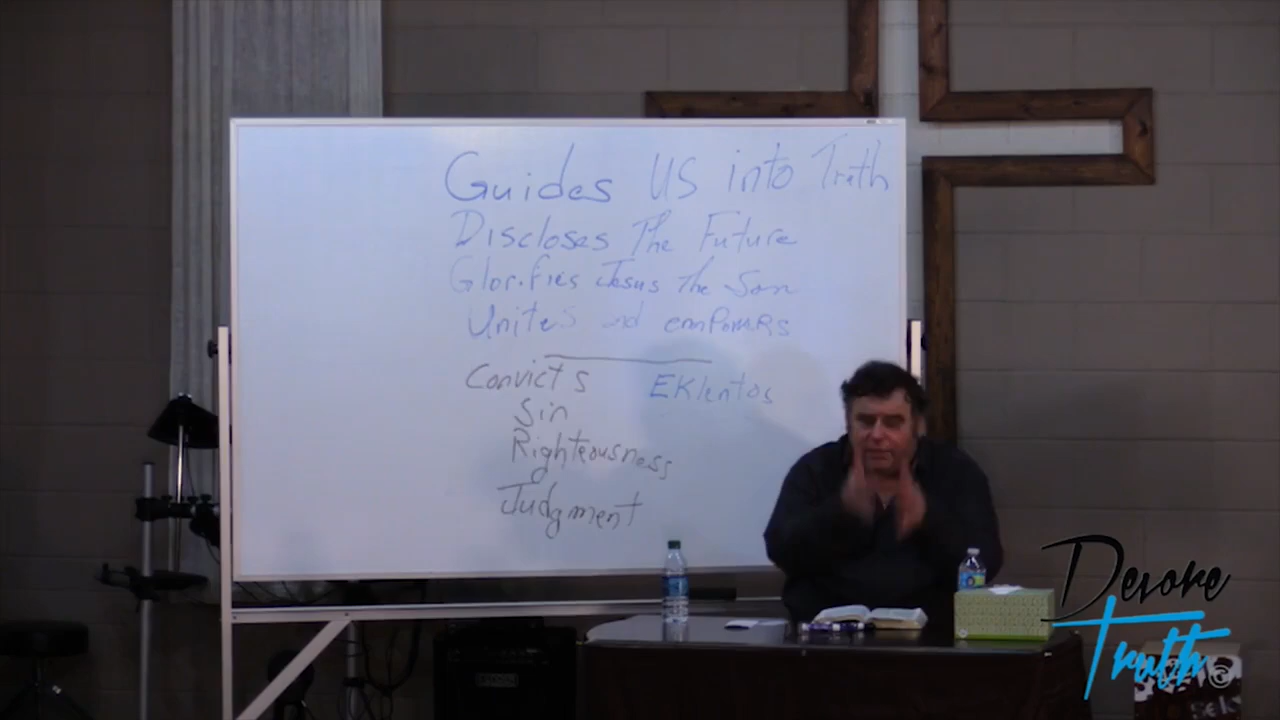 Guides US into Truth
Discloses The Future
Glorifies Jesus the Son
Unites and emPowers
Convicts EKlentos
Sin
Righteousness
Judgment
Devore
Truth